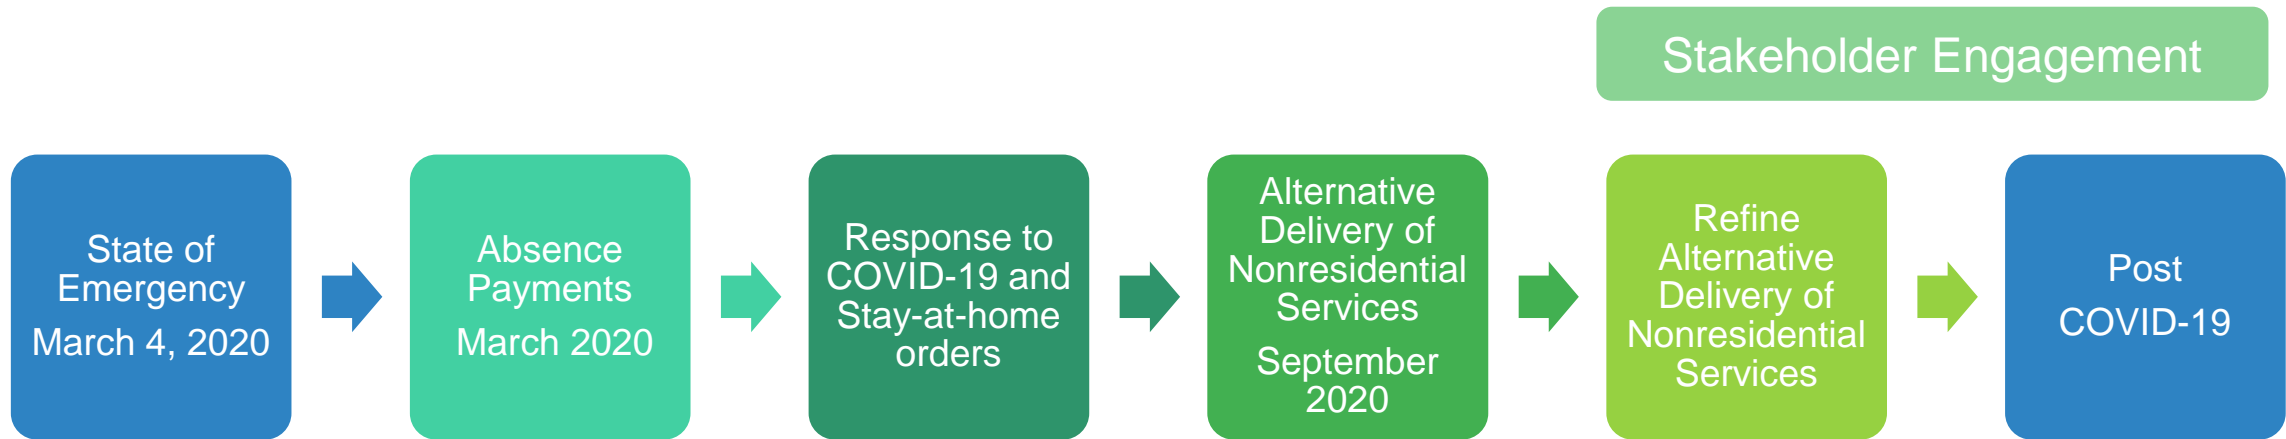 Stakeholder Engagement
State of
Emergency
March 4, 2020
Absence
Payments
March 2020
Response to
COVID-19 and
Stay-at-home
orders
Alternative
Delivery of
Nonresidential
Services
September
2020
Refine
Alternative
Delivery of
Nonresidential
Services
Post
COVID-19